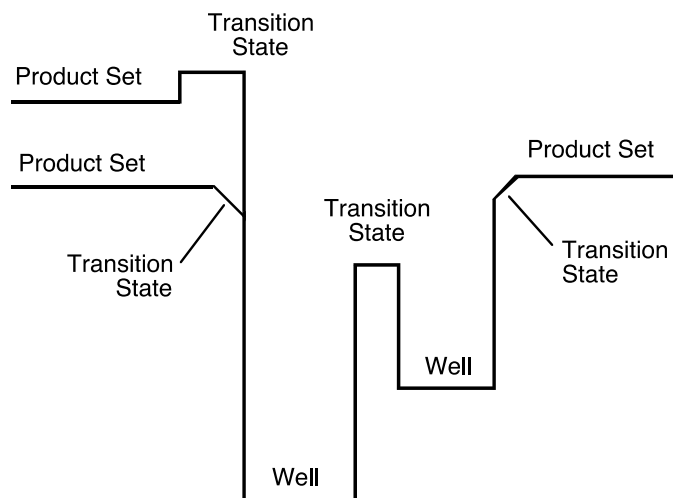 Transition
State
Product Set
Product Set
Transition
State
Transition
State
Product Set
Transition
State
Well
Well